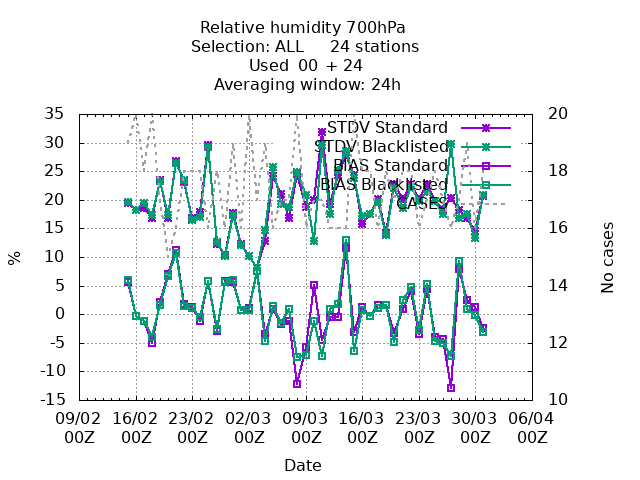 Relative humidity 700hPa
Selection: ALL 24 stations
Used 00 + 24
Averaging window: 24h
35
30
25
20
15
10
5
0
-5
-10
-15
%
20
18
16
14
12
10
No cases
STDV Standard
STDV Blacklisted
BIAS Standard
BIAS Blacklisted
CASES
09/02 16/02 23/02 02/03 09/03 16/03 23/03 30/03 06/04
00Z 00Z 00Z 00Z 00Z 00Z 00Z 00Z 00Z
Date